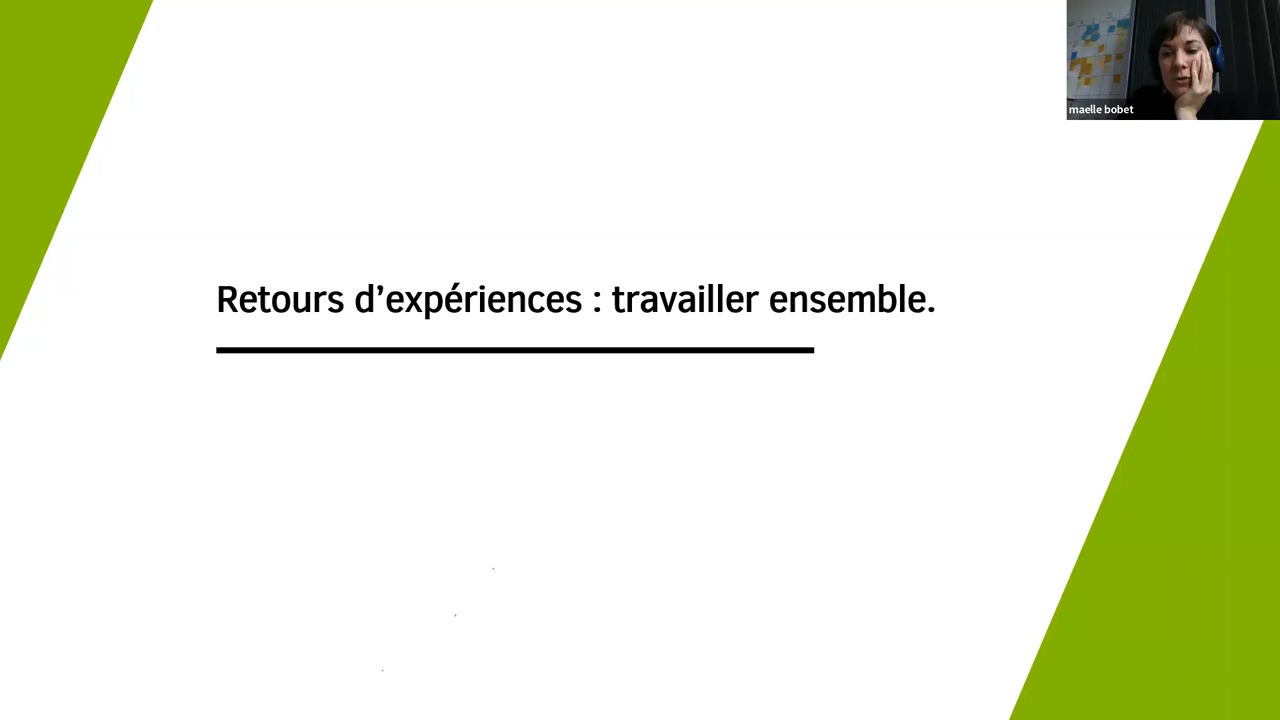 maelle bobet
Retours d’expériences : travailler ensemble.